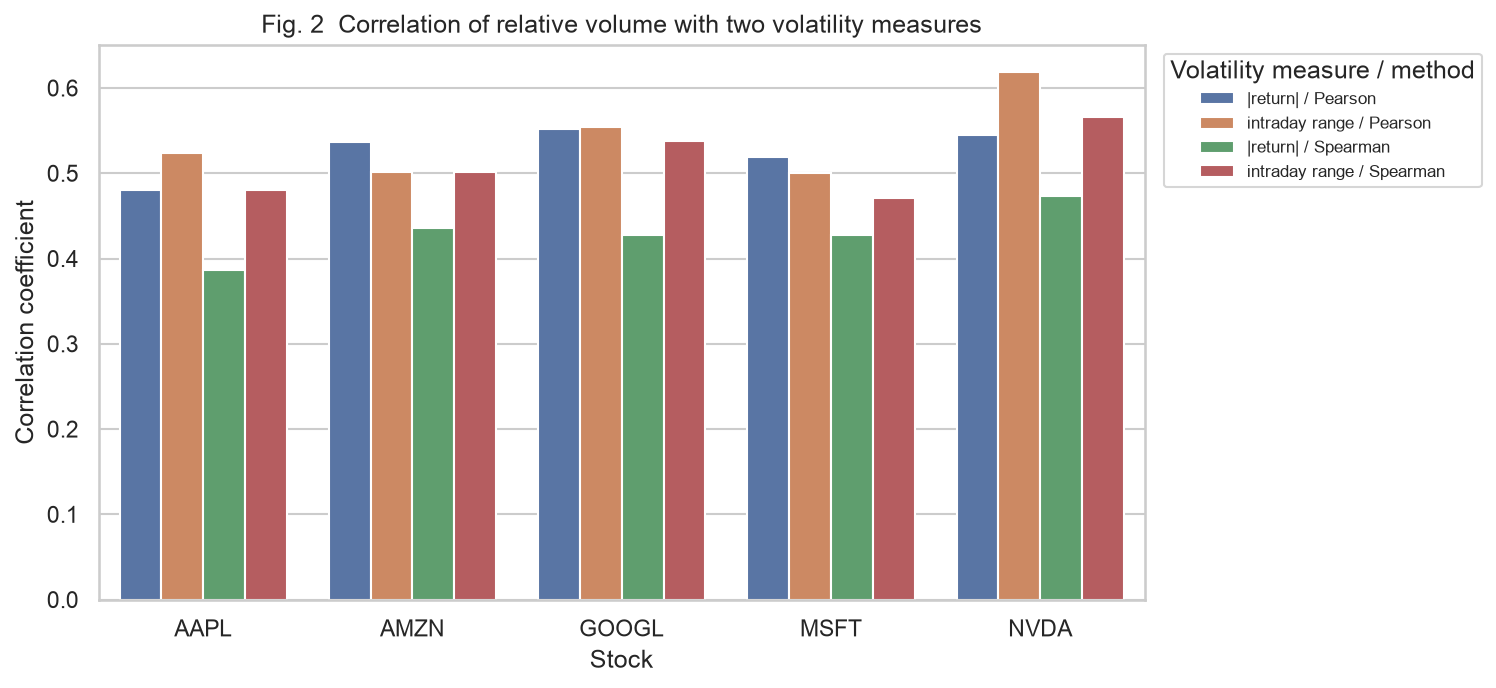 Fig. 2  Correlation of relative volume with two volatility measures
Correlation coefficient
0.6
0.5
0.4
0.3
0.2
0.1
0.0
AAPL
AMZN
GOOGL
MSFT
NVDA
Stock
Volatility measure / method
|return| / Pearson
intraday range / Pearson
|return| / Spearman
intraday range / Spearman